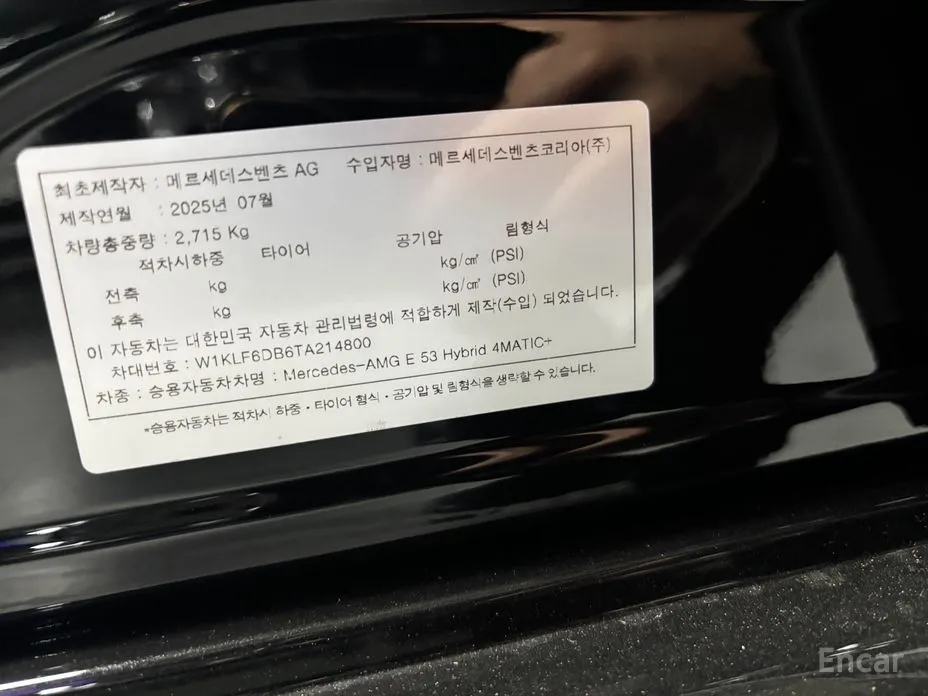 최초제작자 : 메르세데스벤츠 AG 수입자명 : 메르세데스벤츠코리아(주)
제작연월 : 2025년 07월
차량총중량 : 2,715 Kg
적차시하중 타이어 공기압 림형식
전축 kg kg/㎠ (PSI)
후축 kg kg/㎠ (PSI)
이 자동차는 대한민국 자동차 관리법령에 적합하게 제작(수입) 되었습니다.
차대번호 : W1KLF6DB6TA214800
차종 : 승용자동차차명 : Mercedes-AMG E 53 Hybrid 4MATIC+
*승용자동차는 적차시 하중·타이어 형식·공기압 및 림형식을 생략할 수 있습니다.
Encar